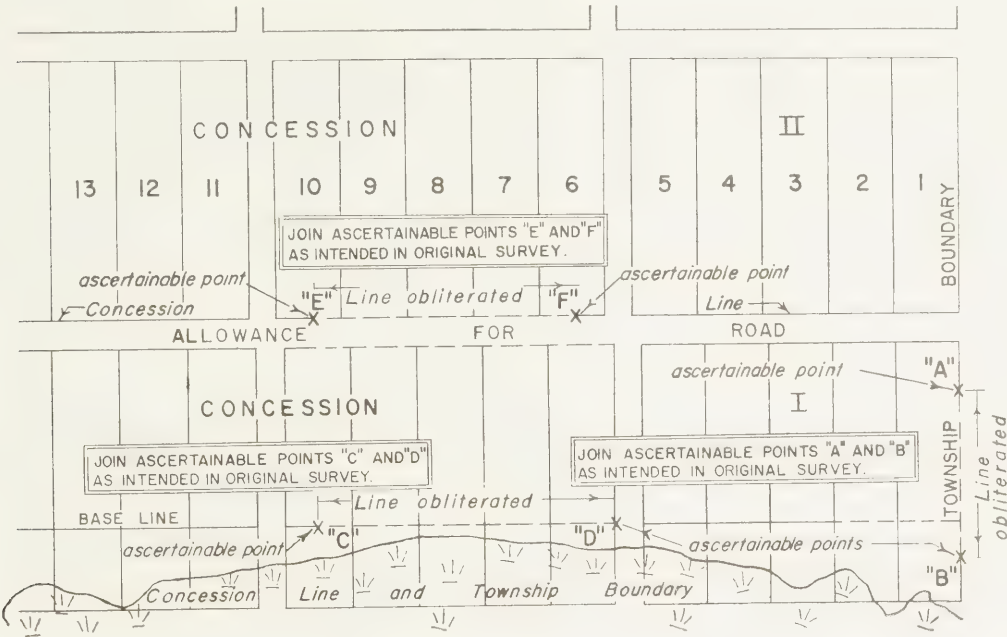 CONCESSION
II
13 12 11 10 9 8 7 6 5 4 3 2 1
BOUNDARY
JOIN ASCERTAINABLE POINTS "E" AND "F"
AS INTENDED IN ORIGINAL SURVEY.
ascertainable point
ascertainable point
"E" Line obliterated "F"
Concession
Line
ALLOWANCE FOR ROAD
"A"
ascertainable point
I
CONCESSION
JOIN ASCERTAINABLE POINTS "C" AND "D"
AS INTENDED IN ORIGINAL SURVEY.
JOIN ASCERTAINABLE POINTS "A" AND "B"
AS INTENDED IN ORIGINAL SURVEY.
TOWNSHIP
Line
obliterated
Line obliterated
BASE LINE
ascertainable point
"C"
"D"
ascertainable points
"B"
Concession Line and Township Boundary